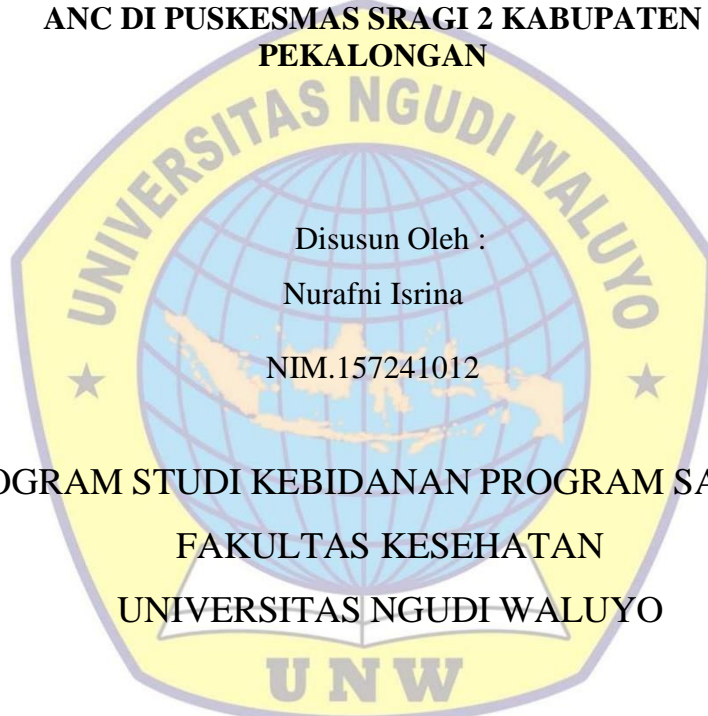 ANC DI PUSKESMAS SRAGI 2 KABUPATEN
PEKALONGAN
UNIVERSITAS NGUDI WALUYO
Disusun Oleh :
Nurafni Isrina
NIM.157241012
OGRAM STUDI KEBIDANAN PROGRAM SA
FAKULTAS KESEHATAN
UNIVERSITAS NGUDI WALUYO
UNW